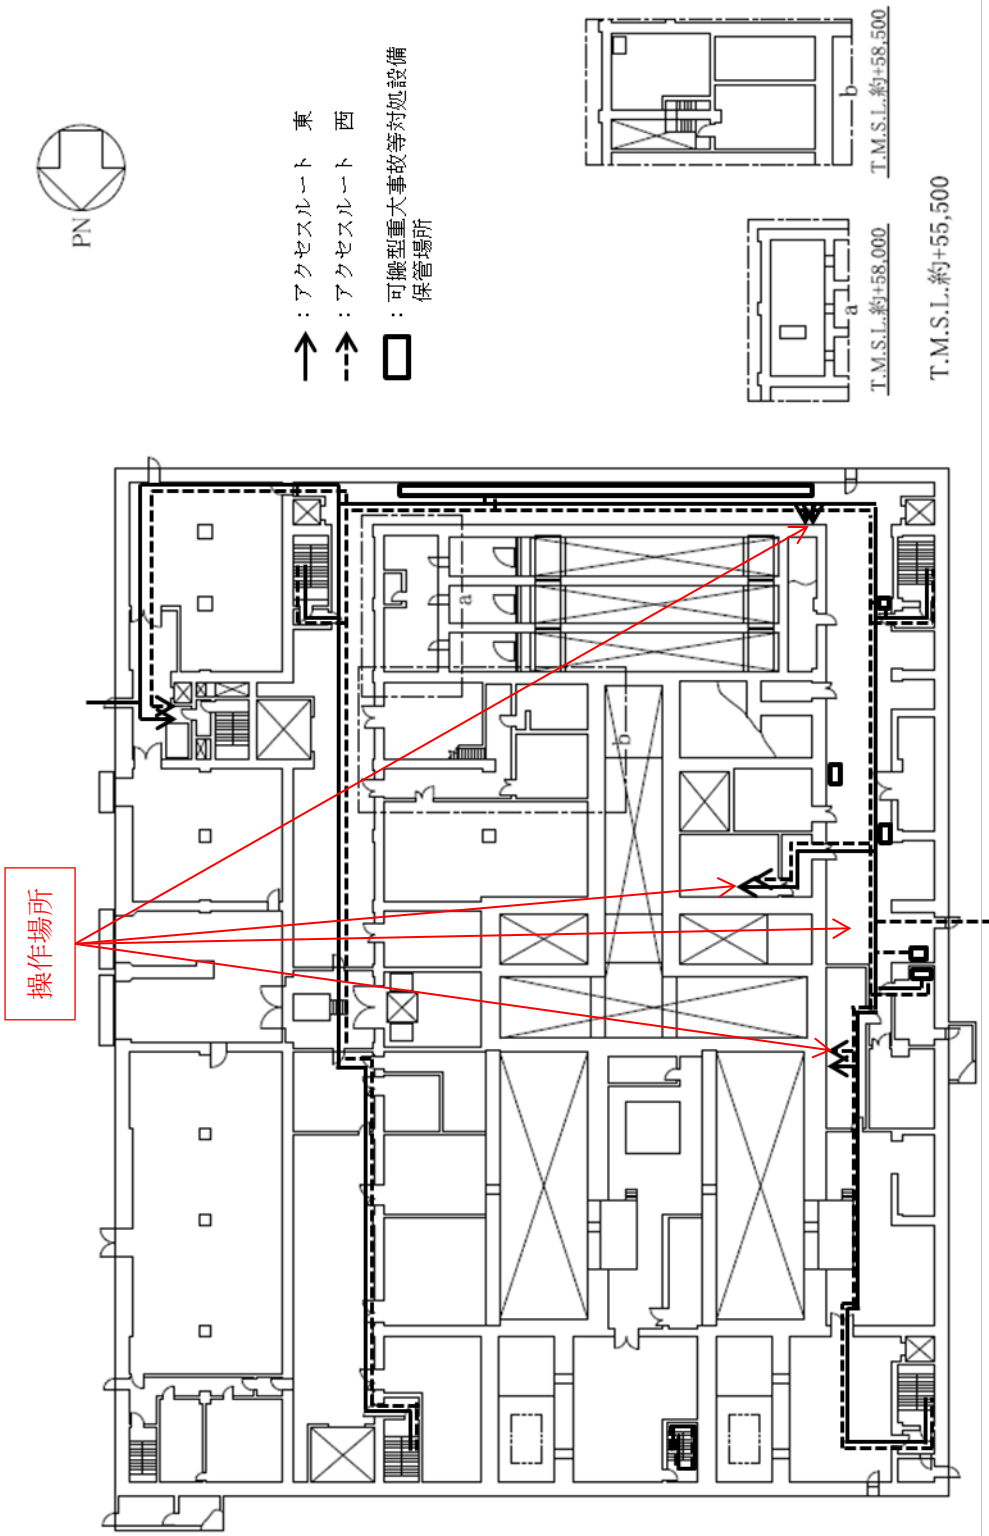 PN
：アクセスルート　東
：アクセスルート　西
：可搬型重大事故等対処設備
保管場所
b
T.M.S.L.約+58,500
a
T.M.S.L.約+58,000
T.M.S.L.約+55,500
操作場所
a
b